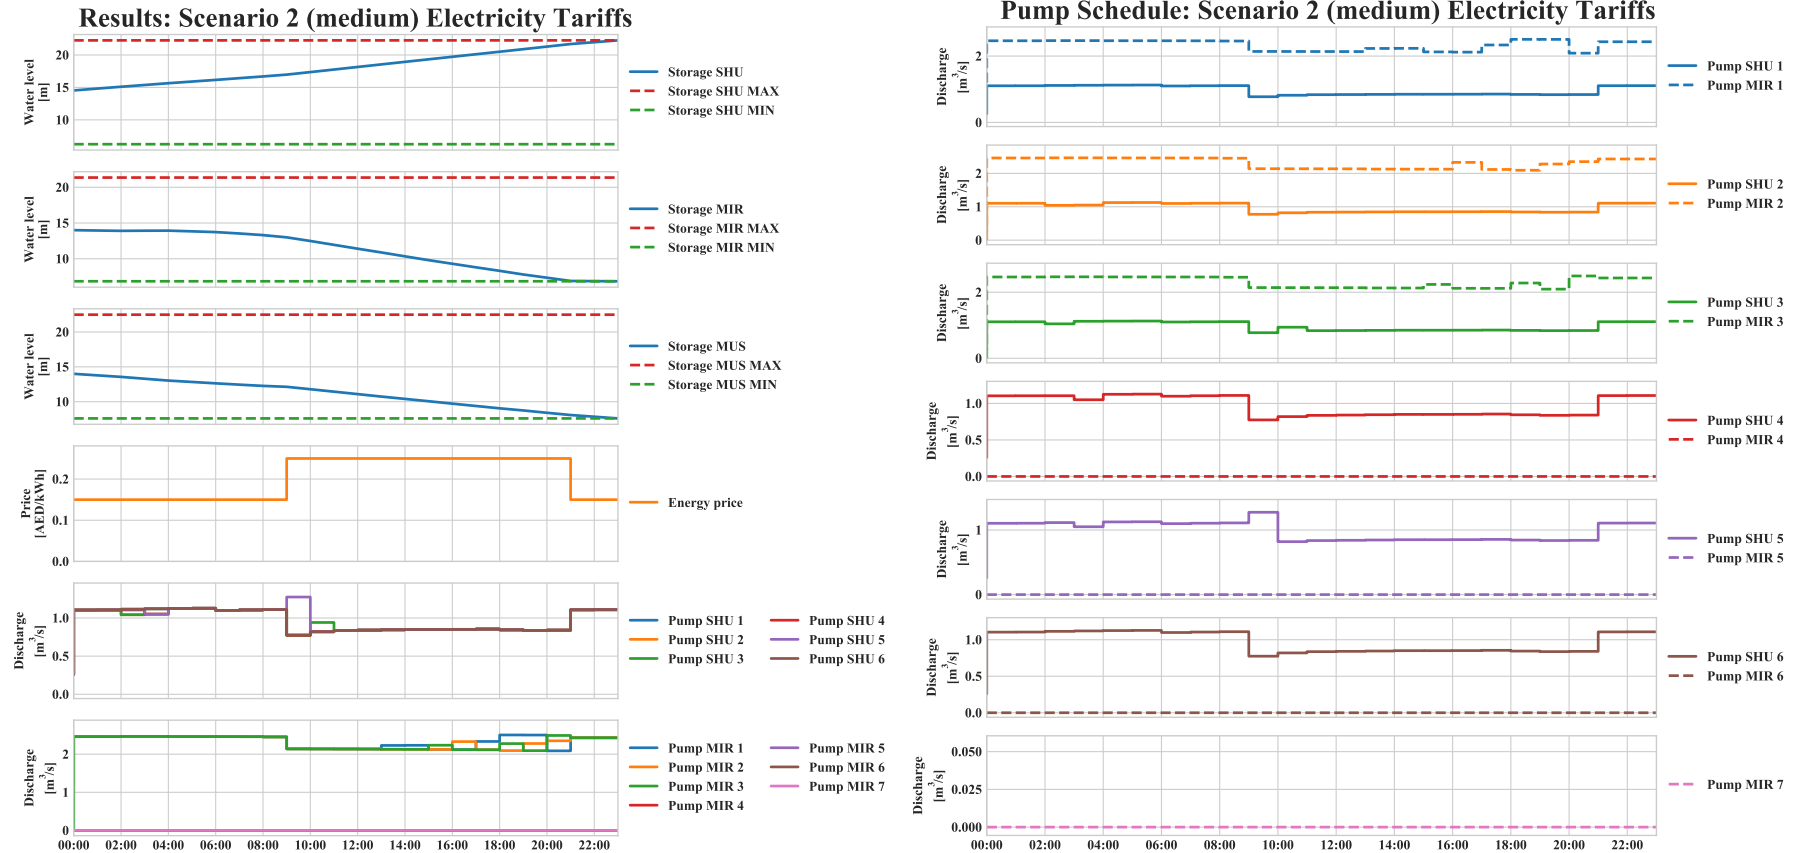 Results: Scenario 2 (medium) Electricity Tariffs
Water level
[m]
20
15
10
Storage SHU
Storage SHU MAX
Storage SHU MIN
Water level
[m]
20
15
10
Storage MIR
Storage MIR MAX
Storage MIR MIN
Water level
[m]
20
15
10
Storage MUS
Storage MUS MAX
Storage MUS MIN
Price
[AED/kWh]
0.2
0.1
0.0
Energy price
Discharge
[m³/s]
1.0
0.5
0.0
Pump SHU 1
Pump SHU 2
Pump SHU 3
Pump SHU 4
Pump SHU 5
Pump SHU 6
Discharge
[m³/s]
2
1
0
Pump MIR 1
Pump MIR 2
Pump MIR 3
Pump MIR 4
Pump MIR 5
Pump MIR 6
Pump MIR 7
00:00 02:00 04:00 06:00 08:00 10:00 12:00 14:00 16:00 18:00 20:00 22:00
Pump Schedule: Scenario 2 (medium) Electricity Tariffs
Discharge
[m³/s]
2
0
Pump SHU 1
Pump MIR 1
Discharge
[m³/s]
2
1
0
Pump SHU 2
Pump MIR 2
Discharge
[m³/s]
2
0
Pump SHU 3
Pump MIR 3
Discharge
[m³/s]
1.0
0.5
0.0
Pump SHU 4
Pump MIR 4
Discharge
[m³/s]
1
0
Pump SHU 5
Pump MIR 5
Discharge
[m³/s]
1.0
0.5
0.0
Pump SHU 6
Pump MIR 6
Discharge
[m³/s]
0.050
0.025
0.000
Pump MIR 7
00:00 02:00 04:00 06:00 08:00 10:00 12:00 14:00 16:00 18:00 20:00 22:00